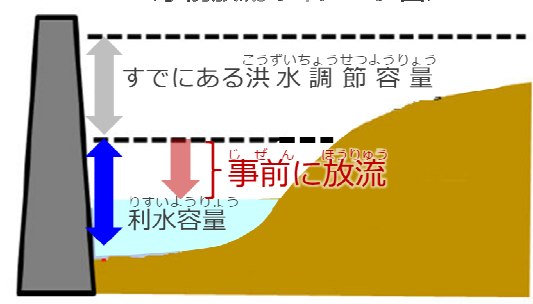 こうずいちょうせつようりょう
すでにある洪水調節容量
じぜん ほうりゅう
事前に放流
りすいようりょう
利水容量